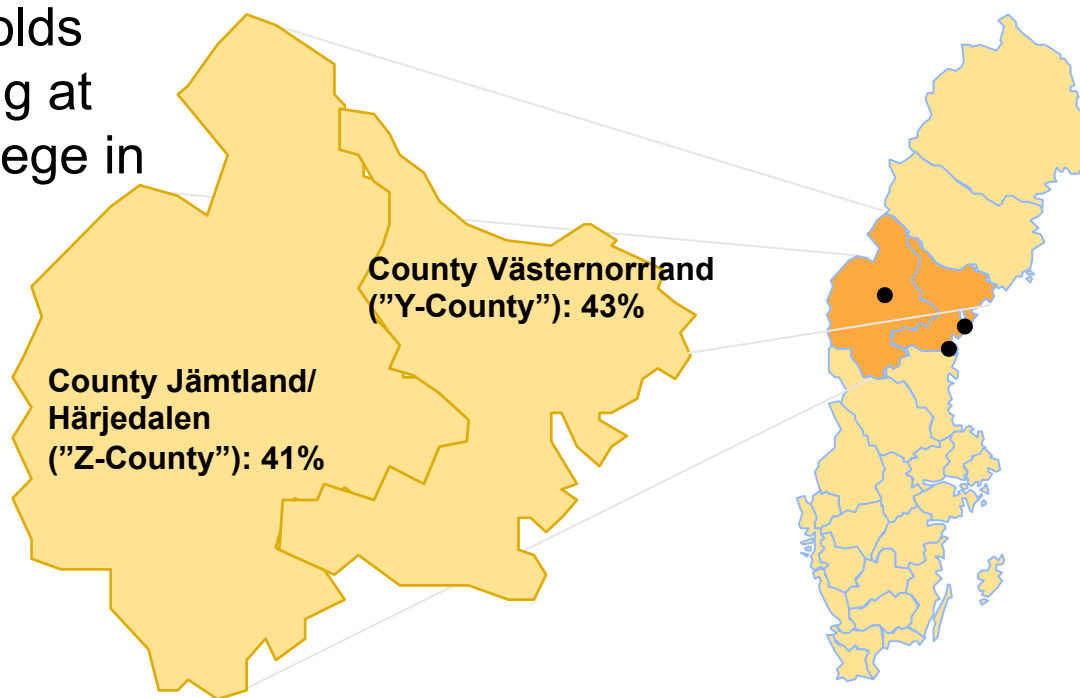 olds
g at
ege in
County Västernorrland
(”Y-County”): 43%
County Jämtland/
Härjedalen
(”Z-County”): 41%